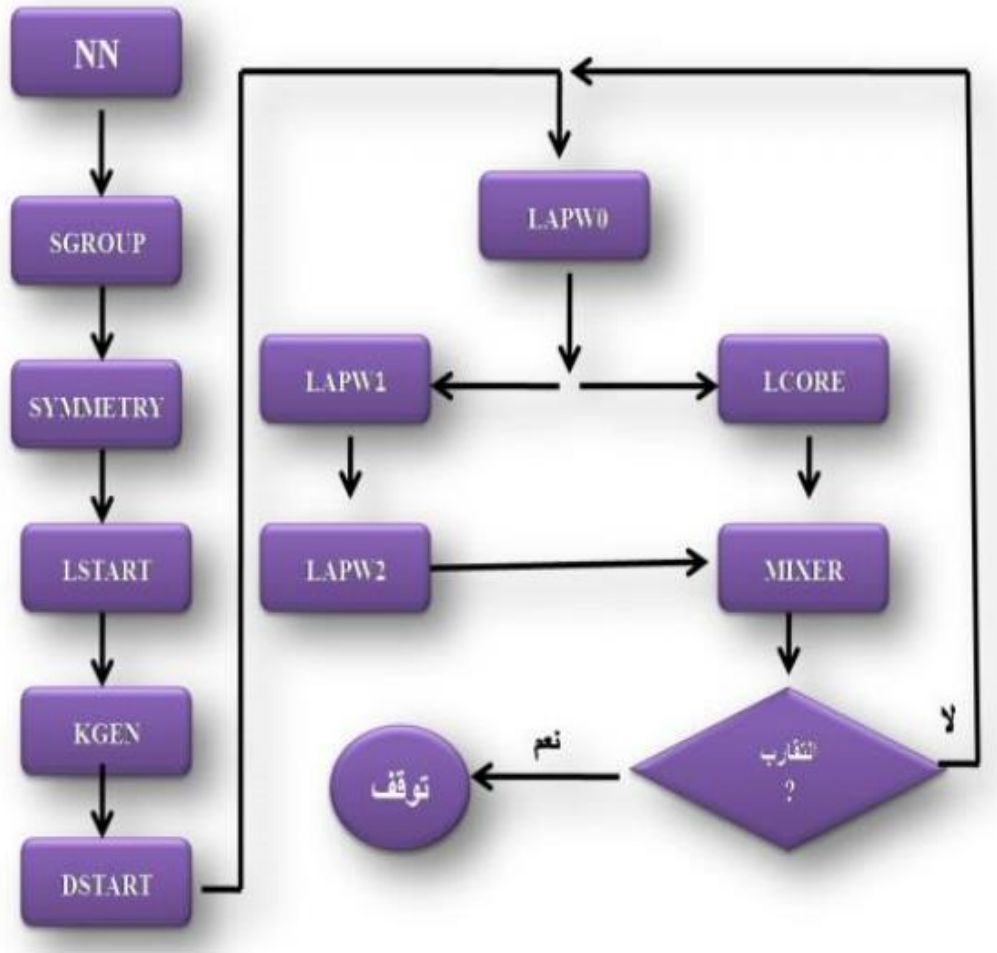 NN
SGROUP
SYMMETRY
LSTART
KGEN
DSTART
LAPW0
LAPW1
LCORE
LAPW2
MIXER
التقارب
?
لا
نعم
توقف